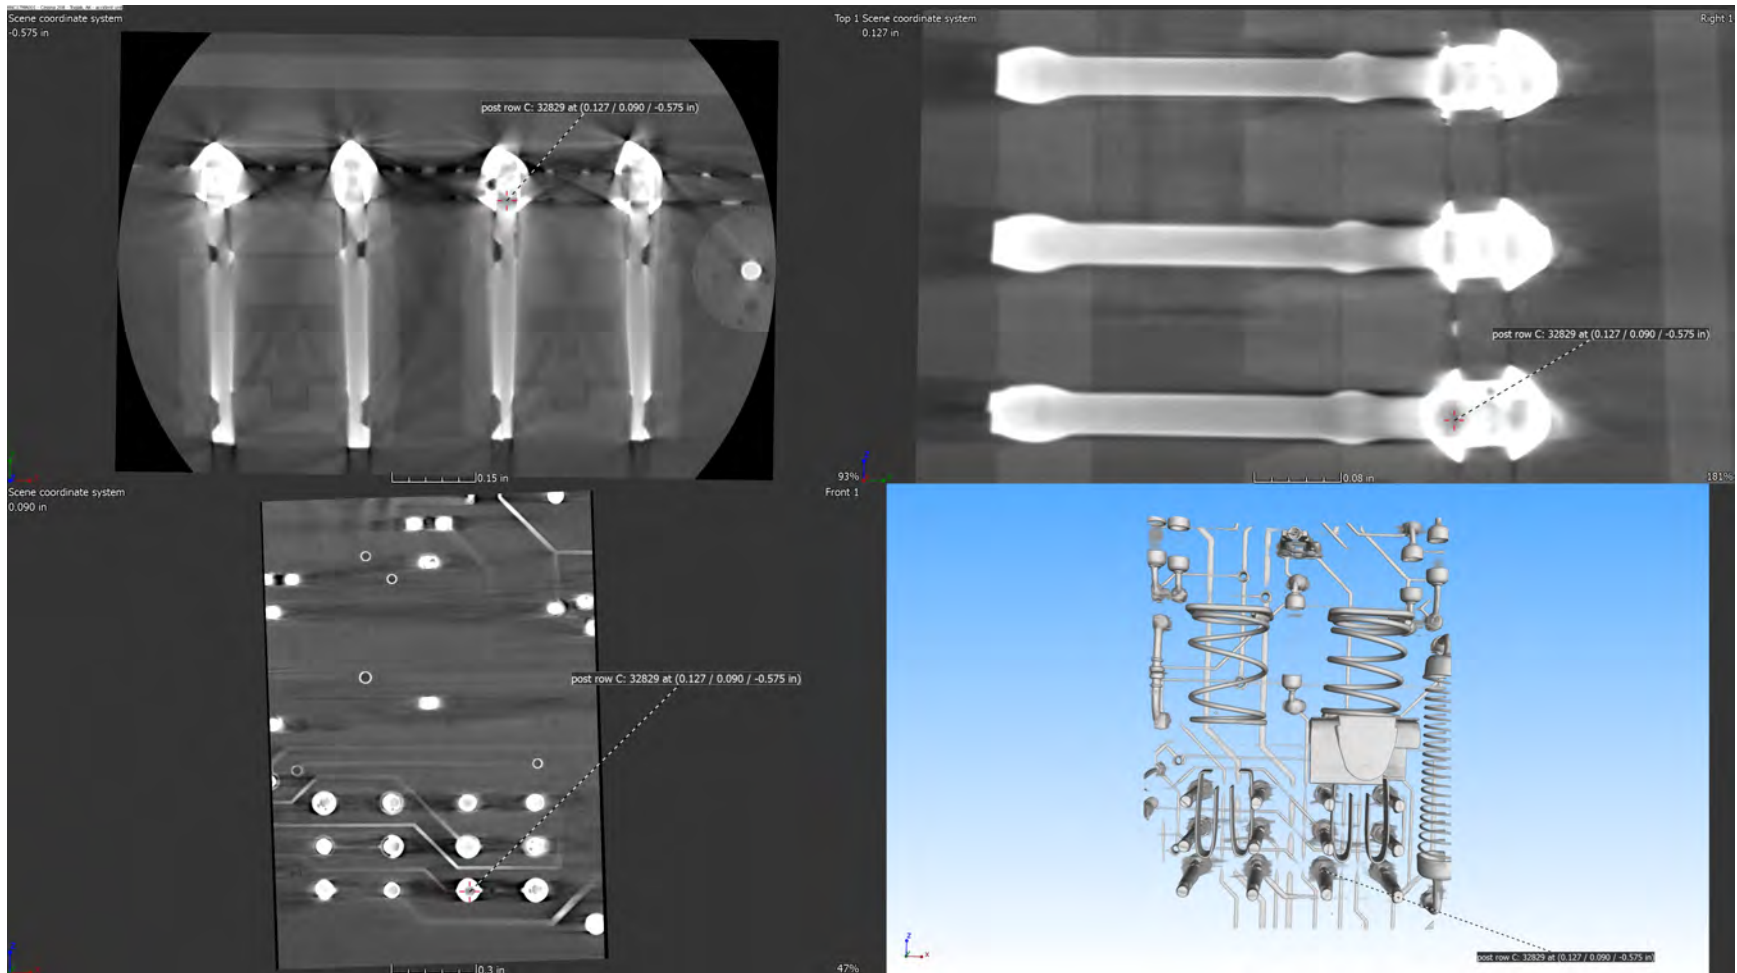 Scene coordinate system
-0.575 in
Top 1
post row C: 32829 at (0.127 / 0.090 / -0.575 in)
0.15 in
93%
Scene coordinate system
0.127 in
Right 1
post row C: 32829 at (0.127 / 0.090 / -0.575 in)
0.08 in
181%
Scene coordinate system
0.090 in
Front 1
post row C: 32829 at (0.127 / 0.090 / -0.575 in)
0.3 in
47%
z
x
post row C: 32829 at (0.127 / 0.090 / -0.575 in)